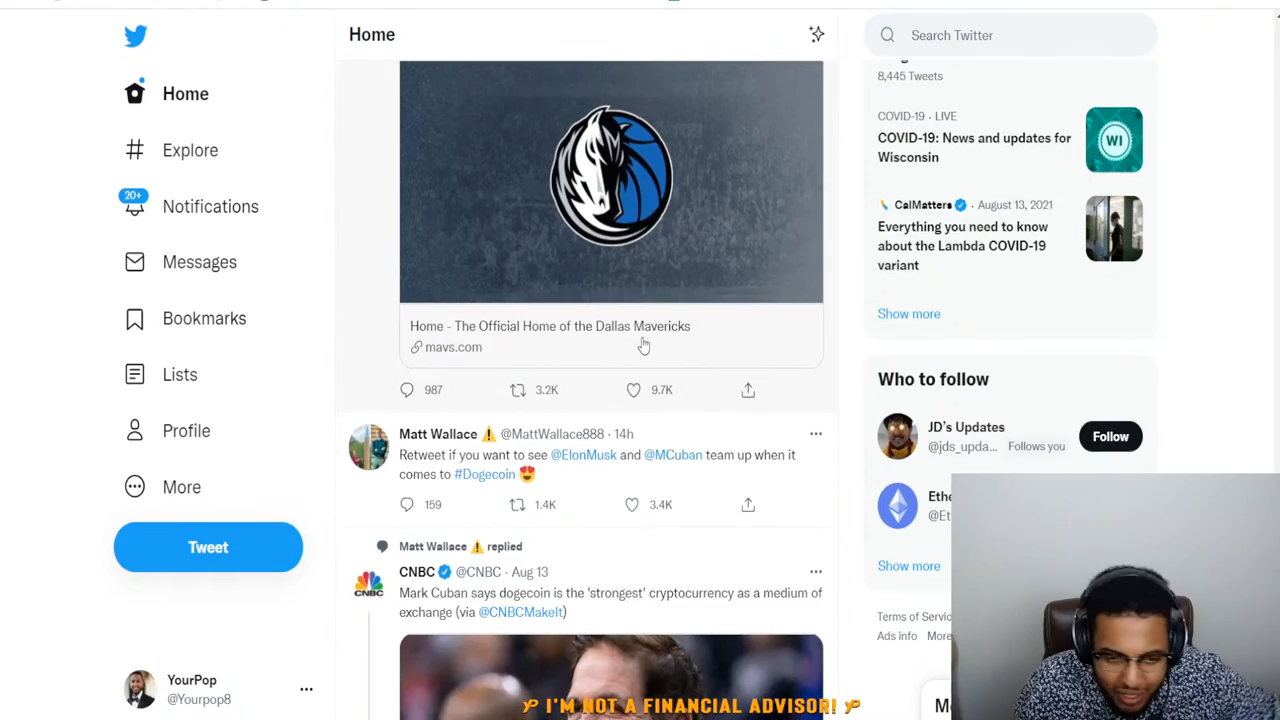 Home
Search Twitter
Home
Explore
20+
Notifications
Messages
Bookmarks
Lists
Profile
More
Tweet
YourPop
@Yourpop8
Home - The Official Home of the Dallas Mavericks
mavs.com
987
3.2K
9.7K
Matt Wallace ⚠️ @MattWallace888 · 14h
Retweet if you want to see @ElonMusk and @MCuban team up when it
comes to #Dogecoin 😍
159
1.4K
3.4K
Matt Wallace ⚠️ replied
CNBC @CNBC · Aug 13
Mark Cuban says dogecoin is the 'strongest' cryptocurrency as a medium of
exchange (via @CNBCMakeIt)
8,445 Tweets
COVID-19 · LIVE
COVID-19: News and updates for
Wisconsin
WI
CalMatters · August 13, 2021
Everything you need to know
about the Lambda COVID-19
variant
Show more
Who to follow
JD's Updates
@jds_upda... Follows you
Follow
Show more
Ads info
More
I'M NOT A FINANCIAL ADVISOR!